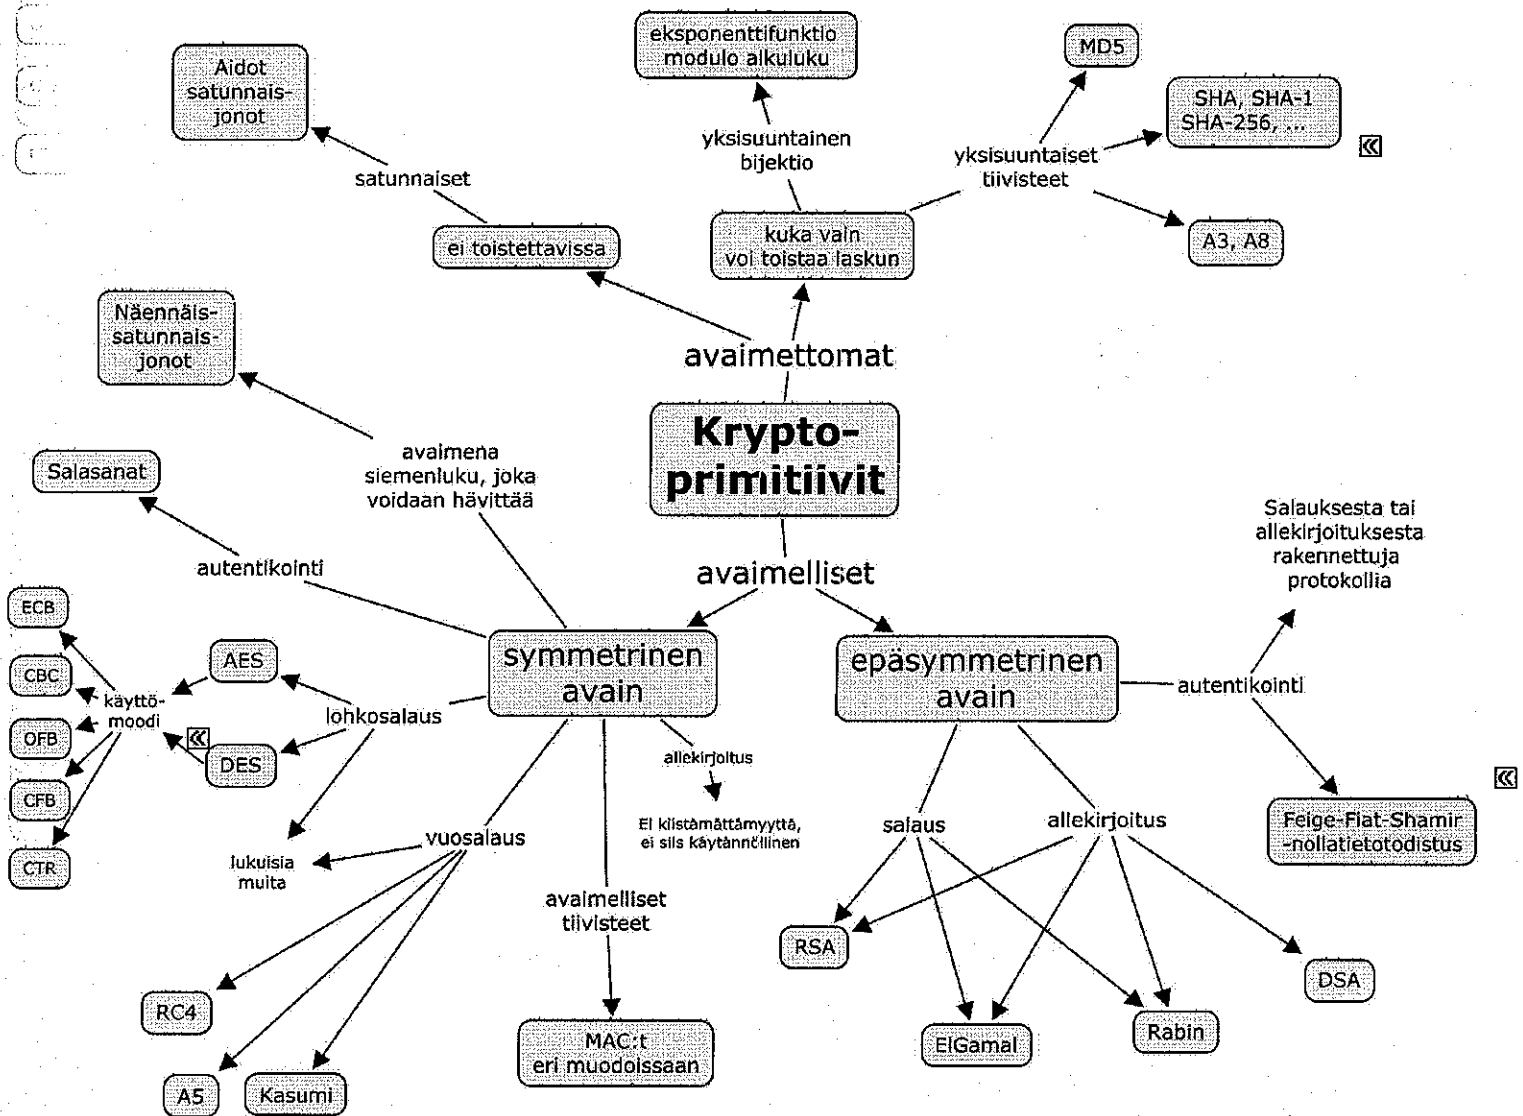 eksponenttifunktio
modulo alkuluku
MD5
Aidot
satunnais-
jonot
SHA, SHA-1
SHA-256, ...
yksisuuntainen
bijektio
yksisuuntaiset
tiivisteet
satunnaiset
ei toistettavissa
kuka vain
voi toistaa laskun
A3, A8
Näennäis-
satunnais-
jonot
avaimettomat
Krypto-
primitiivit
Salasanat
avaimena
siemenluku, joka
voidaan hävittää
Salauksesta tai
allekirjoituksesta
rakennettuja
protokollia
autentikointi
avaimelliset
ECB
CBC
OFB
CFB
CTR
käyttö-
moodi
AES
DES
lohkosalaus
symmetrinen
avain
epäsymmetrinen
avain
autentikointi
allekirjoitus
Ei kiistämättämyyttä,
ei siis käytännöllinen
lukuisia
muita
vuosalaus
avaimelliset
tiivisteet
salaus
allekirjoitus
Feige-Fiat-Shamir
-nollatietotodistus
RSA
DSA
RC4
ElGamal
Rabin
MAC:t
eri muodoissaan
A5
Kasumi